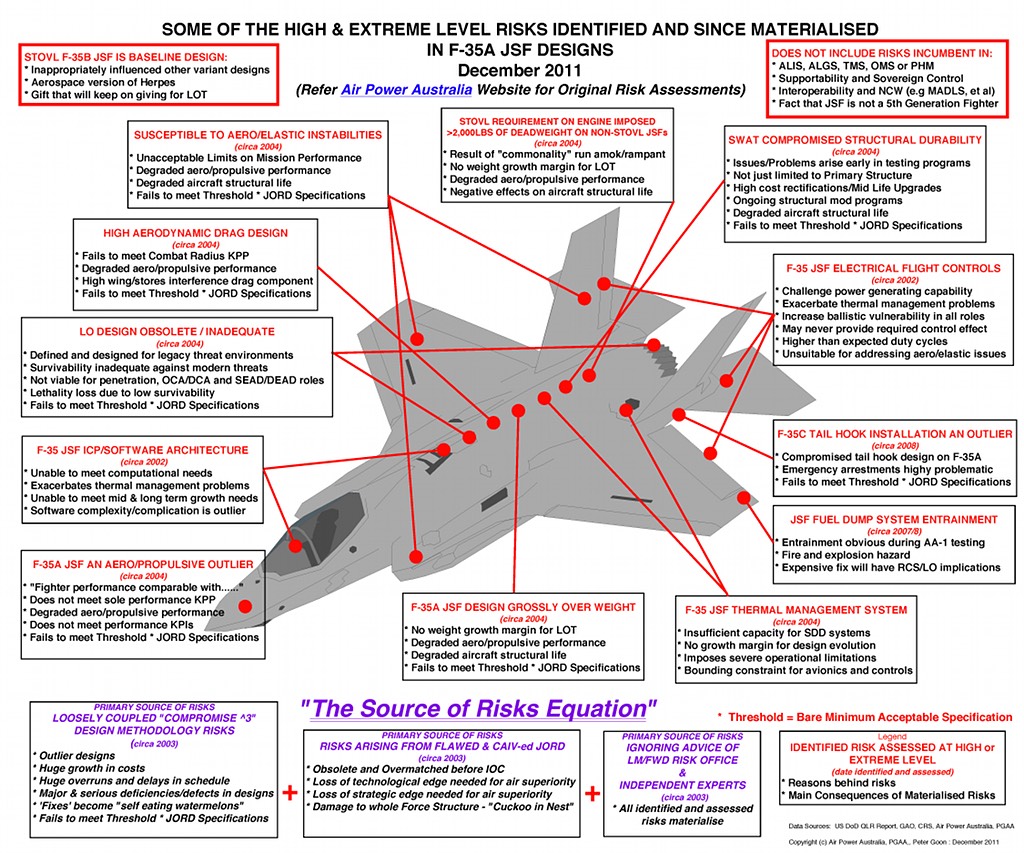 SOME OF THE HIGH & EXTREME LEVEL RISKS IDENTIFIED AND SINCE MATERIALISED
IN F-35A JSF DESIGNS
December 2011
(Refer Air Power Australia Website for Original Risk Assessments)
STOVL F-35B JSF IS BASELINE DESIGN:
* Inappropriately influenced other variant designs
* Aerospace version of Herpes
* Gift that will keep on giving for LOT
DOES NOT INCLUDE RISKS INCUMBENT IN:
* ALIS, ALGS, TMS, OMS or PHM
* Supportability and Sovereign Control
* Interoperability and NCW (e.g MADLS, et al)
* Fact that JSF is not a 5th Generation Fighter
SUSCEPTIBLE TO AERO/ELASTIC INSTABILITIES
(circa 2004)
* Unacceptable Limits on Mission Performance
* Degraded aero/propulsive performance
* Degraded aircraft structural life
* Fails to meet Threshold * JORD Specifications
STOVL REQUIREMENT ON ENGINE IMPOSED
>2,000LBS OF DEADWEIGHT ON NON-STOVL JSFs
(circa 2004)
* Result of "commonality" run amok/rampant
* No weight growth margin for LOT
* Degraded aero/propulsive performance
* Negative effects on aircraft structural life
SWAT COMPROMISED STRUCTURAL DURABILITY
(circa 2004)
* Issues/Problems arise early in testing programs
* Not just limited to Primary Structure
* High cost rectifications/Mid Life Upgrades
* Ongoing structural mod programs
* Degraded aircraft structural life
* Fails to meet Threshold * JORD Specifications
HIGH AERODYNAMIC DRAG DESIGN
(circa 2004)
* Fails to meet Combat Radius KPP
* Degraded aero/propulsive performance
* High wing/stores interference drag component
* Fails to meet Threshold * JORD Specifications
F-35 JSF ELECTRICAL FLIGHT CONTROLS
(circa 2002)
* Challenge power generating capability
* Exacerbate thermal management problems
* Increase ballistic vulnerability in all roles
* May never provide required control effect
* Higher than expected duty cycles
* Unsuitable for addressing aero/elastic issues
LO DESIGN OBSOLETE / INADEQUATE
(circa 2004)
* Defined and designed for legacy threat environments
* Survivability inadequate against modern threats
* Not viable for penetration, OCA/DCA and SEAD/DEAD roles
* Lethality loss due to low survivability
* Fails to meet Threshold * JORD Specifications
F-35 JSF ICP/SOFTWARE ARCHITECTURE
(circa 2002)
* Unable to meet computational needs
* Exacerbates thermal management problems
* Unable to meet mid & long term growth needs
* Software complexity/complication is outlier
F-35C TAIL HOOK INSTALLATION AN OUTLIER
(circa 2008)
* Compromised tail hook design on F-35A
* Emergency arrestments highy problematic
* Fails to meet Threshold * JORD Specifications
JSF FUEL DUMP SYSTEM ENTRAINMENT
(circa 2007/8)
* Entrainment obvious during AA-1 testing
* Fire and explosion hazard
* Expensive fix will have RCS/LO implications
F-35A JSF AN AERO/PROPULSIVE OUTLIER
(circa 2004)
* "Fighter performance comparable with....."
* Does not meet sole performance KPP
* Degraded aero/propulsive performance
* Does not meet performance KPIs
* Fails to meet Threshold * JORD Specifications
F-35A JSF DESIGN GROSSLY OVER WEIGHT
(circa 2004)
* No weight growth margin for LOT
* Degraded aero/propulsive performance
* Degraded aircraft structural life
* Fails to meet Threshold * JORD Specifications
F-35 JSF THERMAL MANAGEMENT SYSTEM
(circa 2004)
* Insufficient capacity for SDD systems
* No growth margin for design evolution
* Imposes severe operational limitations
* Bounding constraint for avionics and controls
"The Source of Risks Equation"
* Threshold = Bare Minimum Acceptable Specification
PRIMARY SOURCE OF RISKS
LOOSELY COUPLED "COMPROMISE ^3"
DESIGN METHODOLOGY RISKS
(circa 2003)
* Outlier designs
* Huge growth in costs
* Huge overruns and delays in schedule
* Major & serious deficiencies/defects in designs
* 'Fixes' become "self eating watermelons"
* Fails to meet Threshold * JORD Specifications
+
PRIMARY SOURCE OF RISKS
RISKS ARISING FROM FLAWED & CAIV-ed JORD
(circa 2003)
* Obsolete and Overmatched before IOC
* Loss of technological edge needed for air superiority
* Loss of strategic edge needed for air superiority
* Damage to whole Force Structure - "Cuckoo in Nest"
+
PRIMARY SOURCE OF RISKS
IGNORING ADVICE OF
LM/FWD RISK OFFICE
&
INDEPENDENT EXPERTS
(circa 2003)
* All identified and assessed
risks materialise
Legend
IDENTIFIED RISK ASSESSED AT HIGH or
EXTREME LEVEL
(date identified and assessed)
* Reasons behind risks
* Main Consequences of Materialised Risks
Data Sources: US DoD QLR Report, GAO, CRS, Air Power Australia, PGAA
Copyright (c) Air Power Australia, PGAA,. Peter Goon : December 2011